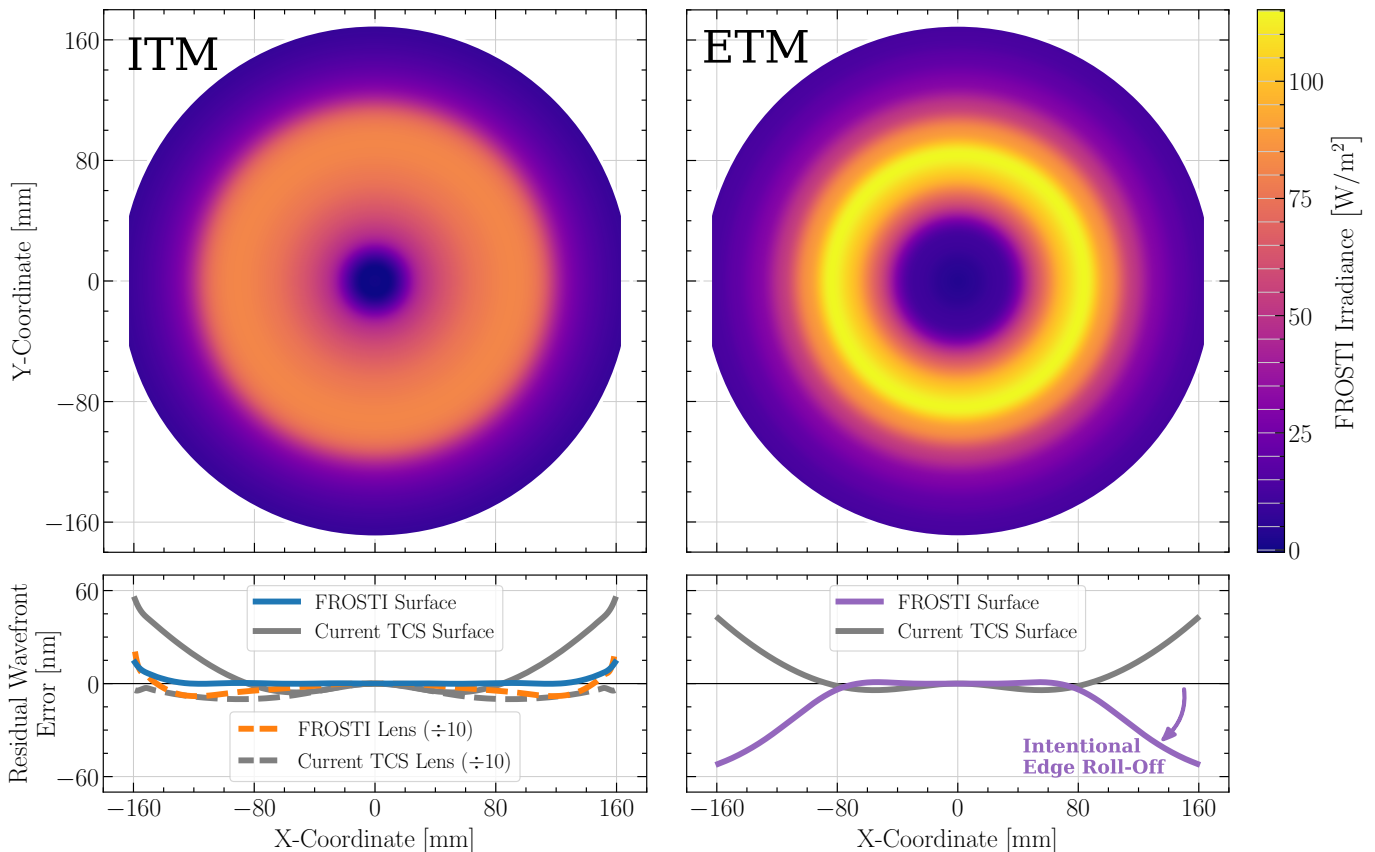 ITM
ETM
160
80
0
−80
−160
Y-Coordinate [mm]
100
75
50
25
0
FROSTI Irradiance [W/m²]
60
0
−60
Residual Wavefront
Error [nm]
FROSTI Surface
Current TCS Surface
FROSTI Lens (÷10)
Current TCS Lens (÷10)
FROSTI Surface
Current TCS Surface
Intentional
Edge Roll-Off
−160 −80 0 80 160
−160 −80 0 80 160
X-Coordinate [mm]
X-Coordinate [mm]